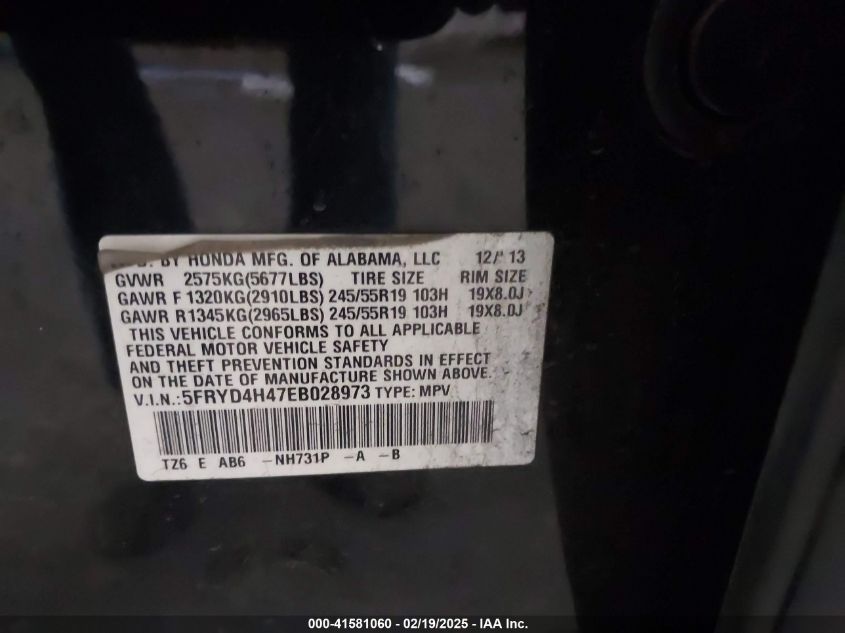 BY HONDA MFG. OF ALABAMA, LLC 12/13
GVWR 2575KG(5677LBS) TIRE SIZE RIM SIZE
GAWR F 1320KG(2910LBS) 245/55R19 103H 19X8.0J
GAWR R1345KG(2965LBS) 245/55R19 103H 19X8.0J
THIS VEHICLE CONFORMS TO ALL APPLICABLE
FEDERAL MOTOR VEHICLE SAFETY
AND THEFT PREVENTION STANDARDS IN EFFECT
ON THE DATE OF MANUFACTURE SHOWN ABOVE.
V.I.N.:5FRYD4H47EB028973 TYPE: MPV
TZ6 E AB6 -NH731P -A -B
000-41581060 - 02/19/2025 - IAA Inc.